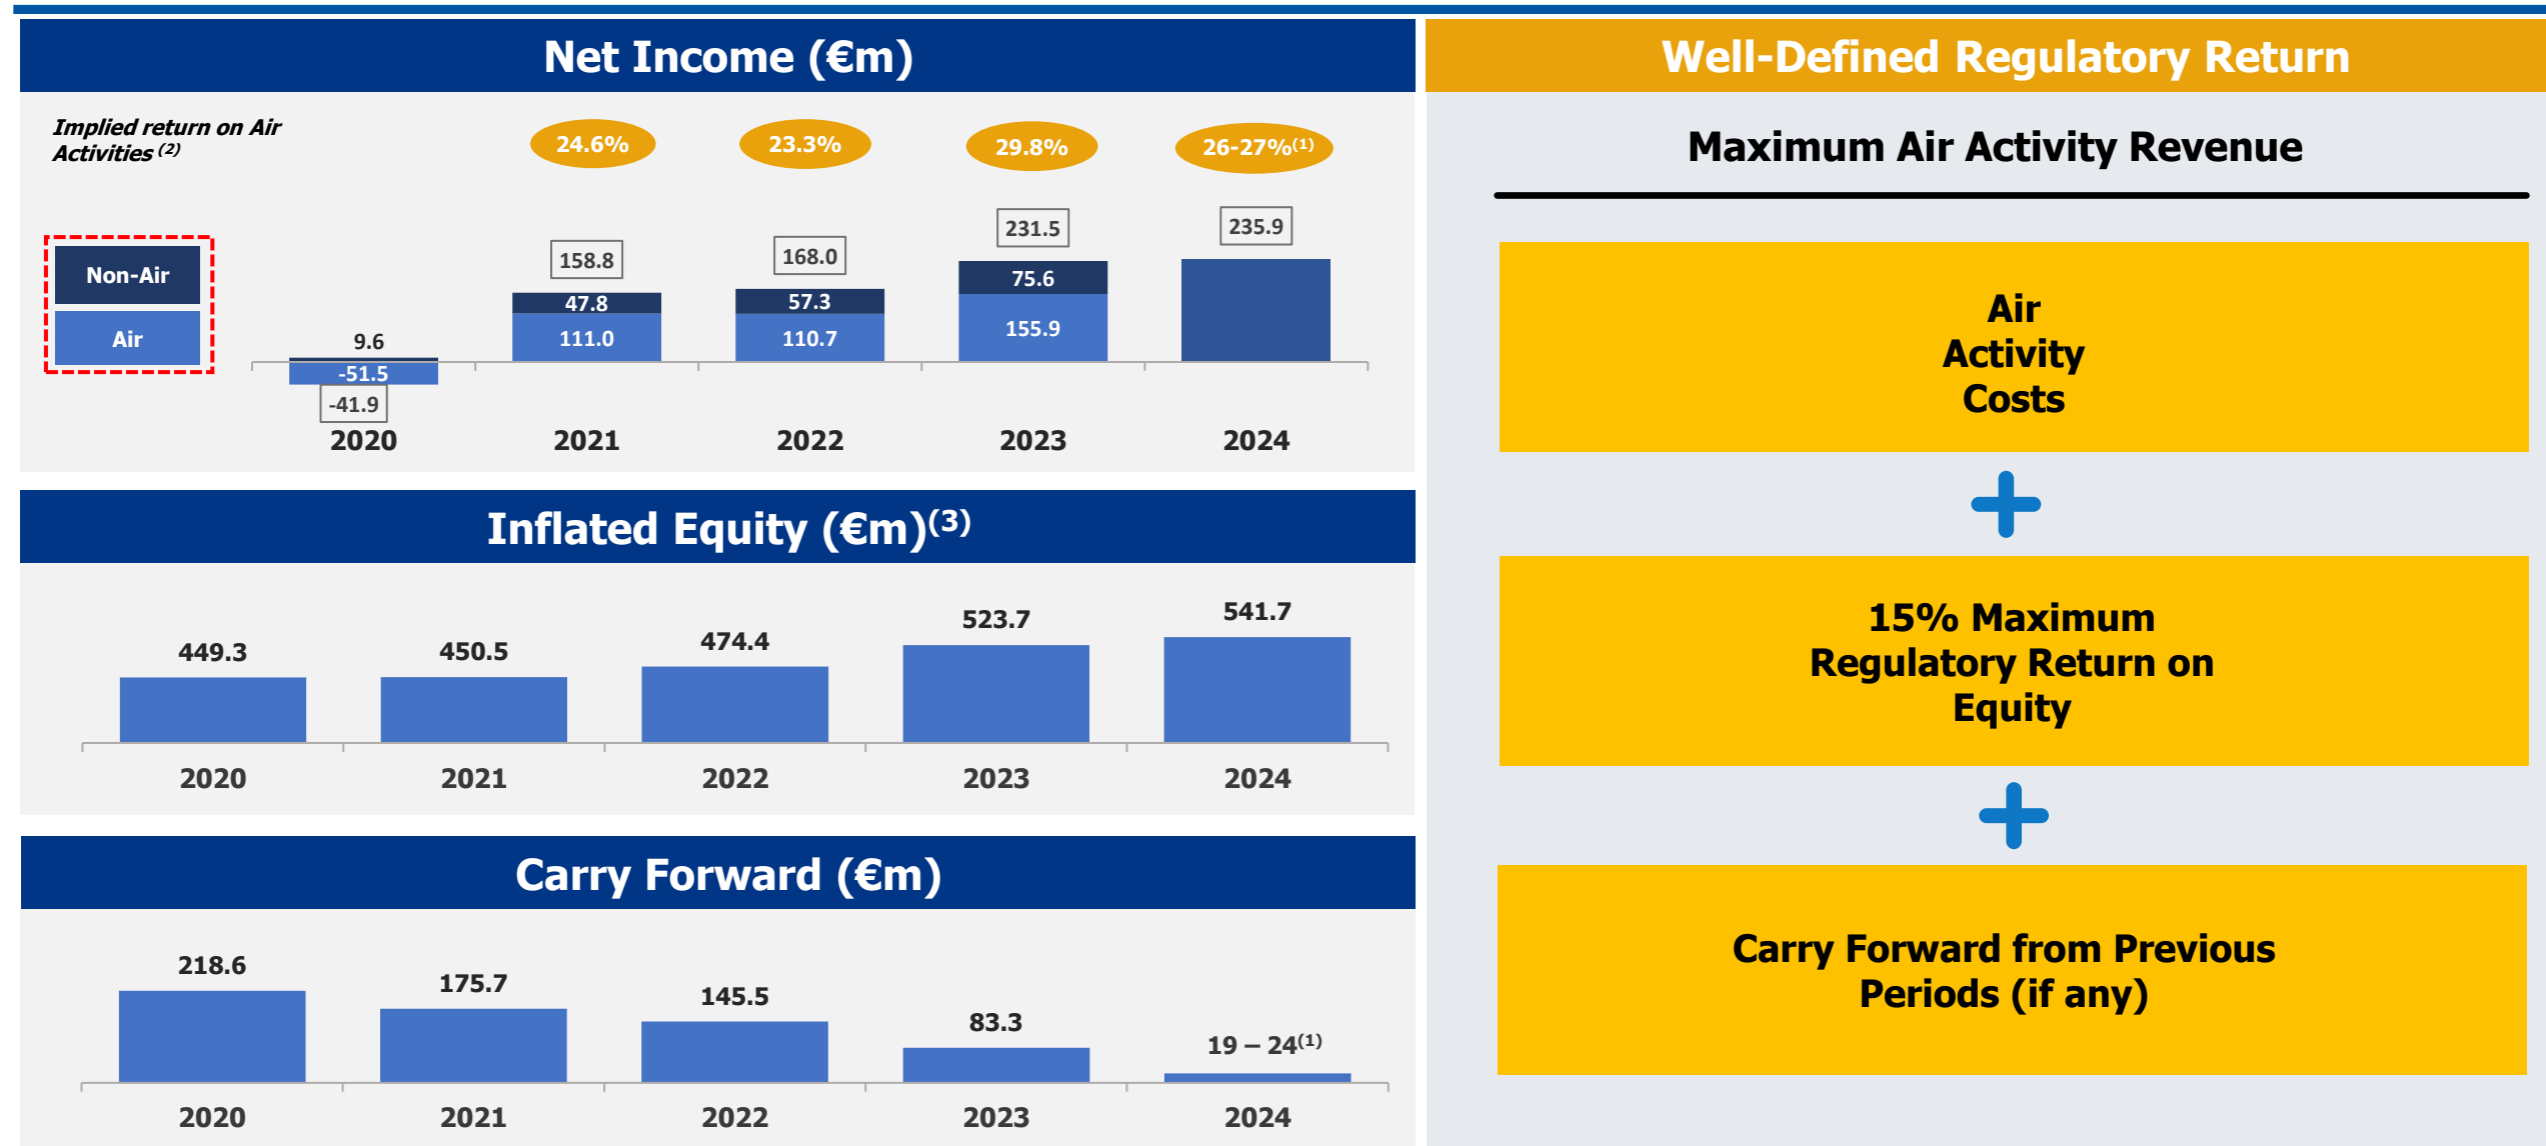 Net Income (€m)
Implied return on Air
Activities (2)
24.6%
23.3%
29.8%
26-27%(1)
Non-Air
Air
9.6
-51.5
-41.9
158.8
47.8
111.0
168.0
57.3
110.7
231.5
75.6
155.9
235.9
2020
2021
2022
2023
2024
Inflated Equity (€m)(3)
449.3
450.5
474.4
523.7
541.7
2020
2021
2022
2023
2024
Carry Forward (€m)
218.6
175.7
145.5
83.3
19 – 24(1)
2020
2021
2022
2023
2024
Well-Defined Regulatory Return
Maximum Air Activity Revenue
Air
Activity
Costs
+
15% Maximum
Regulatory Return on
Equity
+
Carry Forward from Previous
Periods (if any)